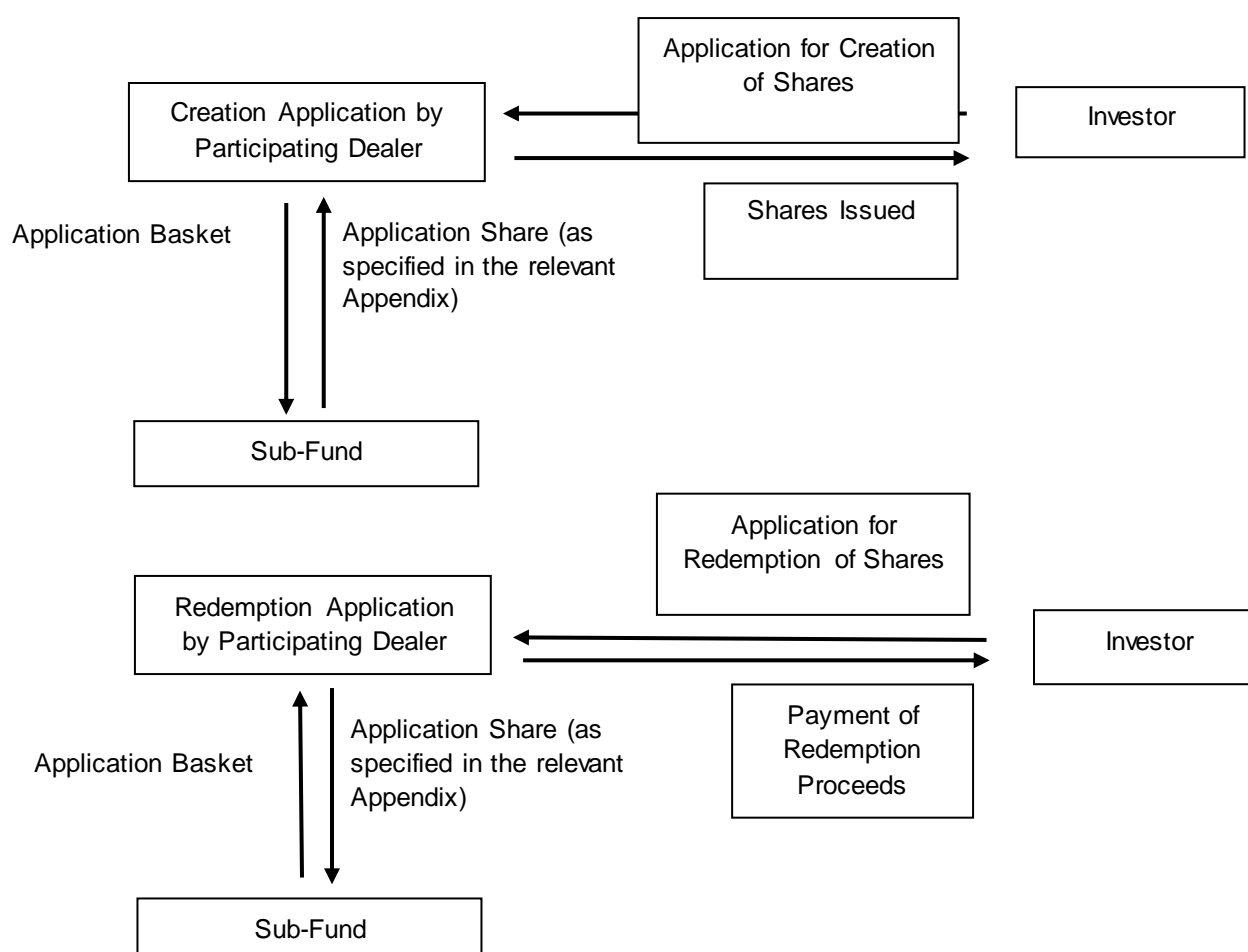 Application for Creation
of Shares
Creation Application by
Participating Dealer
Investor
Shares Issued
Application Basket
Application Share (as
specified in the relevant
Appendix)
Sub-Fund
Application for
Redemption of Shares
Redemption Application
by Participating Dealer
Investor
Payment of
Redemption
Proceeds
Application Basket
Application Share (as
specified in the relevant
Appendix)
Sub-Fund